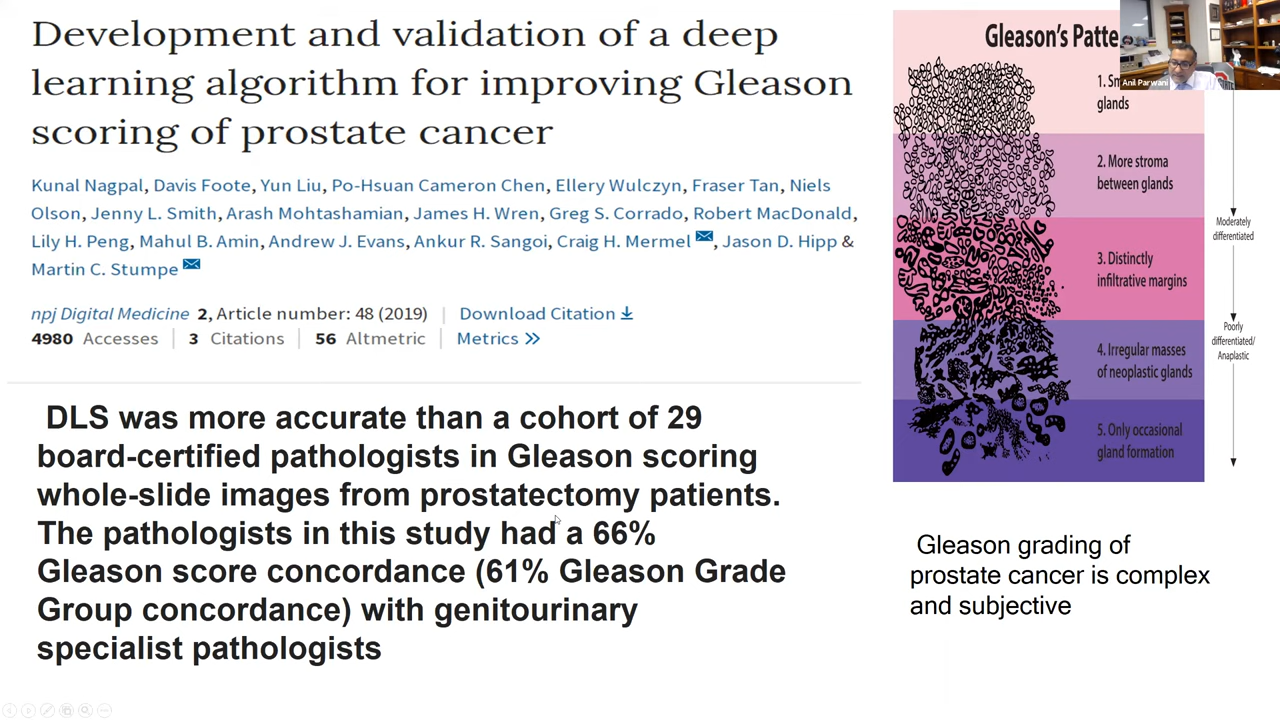 Development and validation of a deep
learning algorithm for improving Gleason
scoring of prostate cancer
Kunal Nagpal, Davis Foote, Yun Liu, Po-Hsuan Cameron Chen, Ellery Wulczyn, Fraser Tan, Niels
Olson, Jenny L. Smith, Arash Mohtashamian, James H. Wren, Greg S. Corrado, Robert MacDonald,
Lily H. Peng, Mahul B. Amin, Andrew J. Evans, Ankur R. Sangoi, Craig H. Mermel, Jason D. Hipp &
Martin C. Stumpe
npj Digital Medicine 2, Article number: 48 (2019) | Download Citation
4980 Accesses | 3 Citations | 56 Altmetric | Metrics
DLS was more accurate than a cohort of 29
board-certified pathologists in Gleason scoring
whole-slide images from prostatectomy patients.
The pathologists in this study had a 66%
Gleason score concordance (61% Gleason Grade
Group concordance) with genitourinary
specialist pathologists
Gleason's Patte
1. Sm
glands
2. More stroma
between glands
3. Distinctly
infiltrative margins
4. Irregular masses
of neoplastic glands
5. Only occasional
gland formation
Moderately
differentiated
Poorly
differentiated/
Anaplastic
Anil Parwani
Gleason grading of
prostate cancer is complex
and subjective